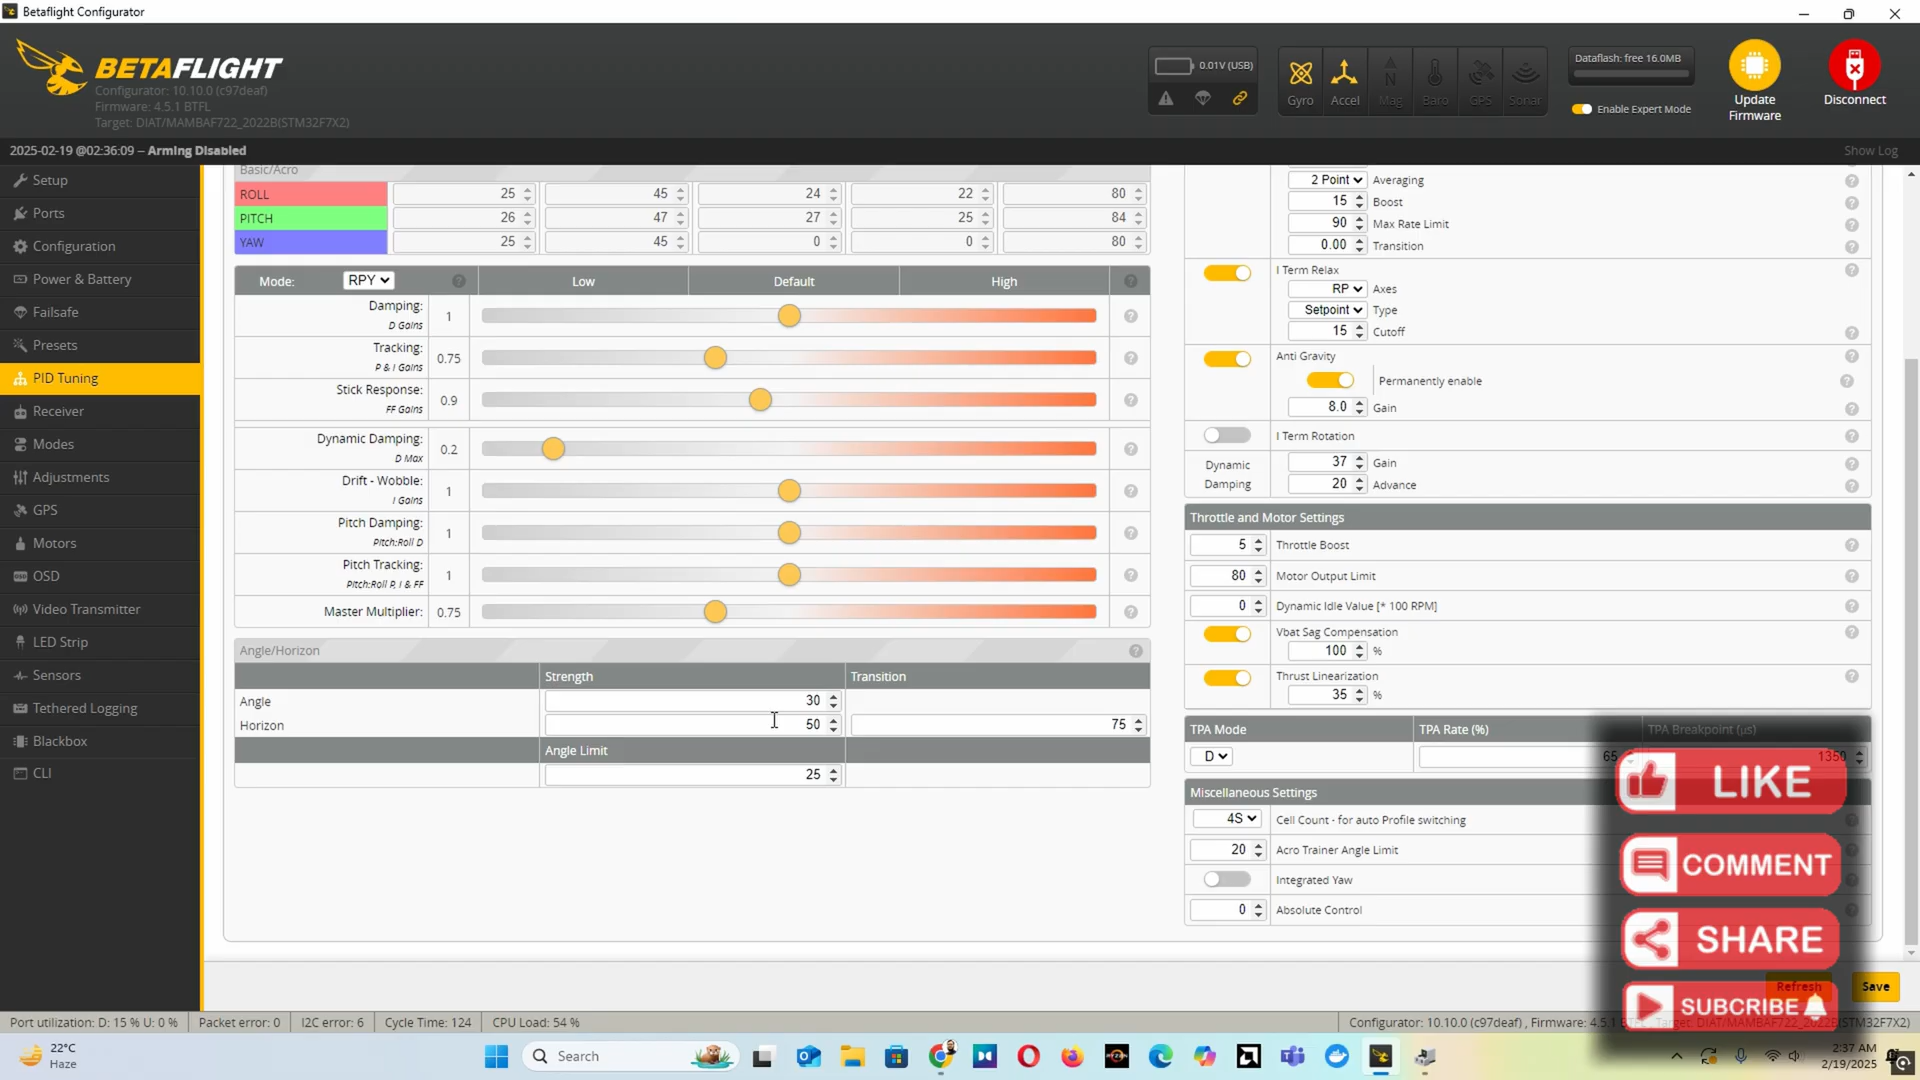 Betaflight Configurator
BETAFLIGHT
Configurator: 10.10.0 (c97deaf)
Firmware: 4.5.1 BTFL
Target: DIAT/MAMBAF722_2022B(STM32F7X2)
0.01V (USB)
Gyro
Accel
Mag
Baro
GPS
Sonar
Dataflash: free 16.0MB
Enable Expert Mode
Update Firmware
Disconnect
2025-02-19 @02:36:09 -- Arming Disabled
Show Log
Setup
Ports
Configuration
Power & Battery
Failsafe
Presets
PID Tuning
Receiver
Modes
Adjustments
GPS
Motors
OSD
Video Transmitter
LED Strip
Sensors
Tethered Logging
Blackbox
CLI
Basic/Acro
ROLL 25 45 24 22 80
PITCH 26 47 27 25 84
YAW 25 45 0 0 80
Mode: RPY Low Default High
Damping: 1
D Gains
Tracking: 0.75
P & I Gains
Stick Response: 0.9
FF Gains
Dynamic Damping: 0.2
D Max
Drift - Wobble: 1
I Gains
Pitch Damping: 1
Pitch:Roll D
Pitch Tracking: 1
Pitch:Roll P, I & FF
Master Multiplier: 0.75
Angle/Horizon
Strength Transition
Angle 30
Horizon 50 75
Angle Limit
25
2 Point Averaging
15 Boost
90 Max Rate Limit
0.00 Transition
I Term Relax
RP Axes
Setpoint Type
15 Cutoff
Anti Gravity
Permanently enable
8.0 Gain
I Term Rotation
Dynamic Damping
37 Gain
20 Advance
Throttle and Motor Settings
5 Throttle Boost
80 Motor Output Limit
0 Dynamic Idle Value [* 100 RPM]
Vbat Sag Compensation
100 %
Thrust Linearization
35 %
TPA Mode TPA Rate (%) TPA Breakpoint (µs)
D 65 1350
Miscellaneous Settings
4S Cell Count - for auto Profile switching
20 Acro Trainer Angle Limit
Integrated Yaw
0 Absolute Control
LIKE
COMMENT
SHARE
SUBCRIBE
Refresh
Save
Port utilization: D: 15 % U: 0 % Packet error: 0 I2C error: 6 Cycle Time: 124 CPU Load: 54 %
Configurator: 10.10.0 (c97deaf) , Firmware: 4.5.1 BTFL, Target: DIAT/MAMBAF722_2022B(STM32F7X2)
22°C
Haze
Search
2:37 AM
2/19/2025